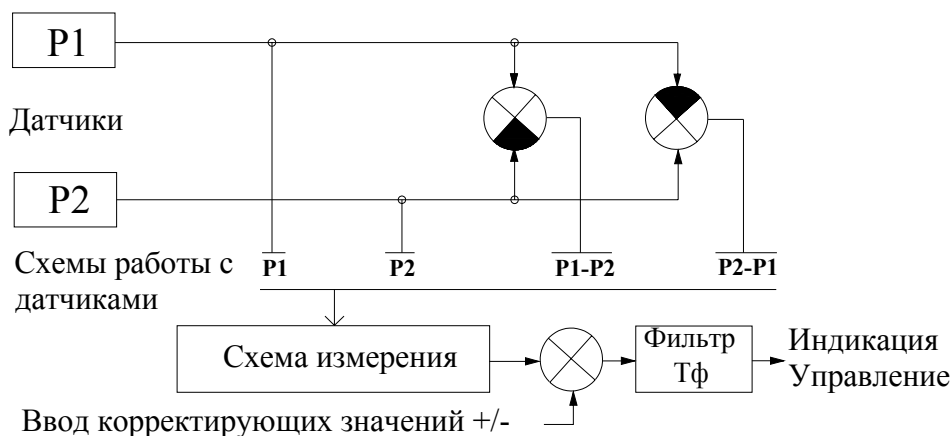 P1
Датчики
P2
Схемы работы с
датчиками
P1
P2
P1-P2
P2-P1
Схема измерения
Фильтр
Тф
Индикация
Управление
Ввод корректирующих значений +/-